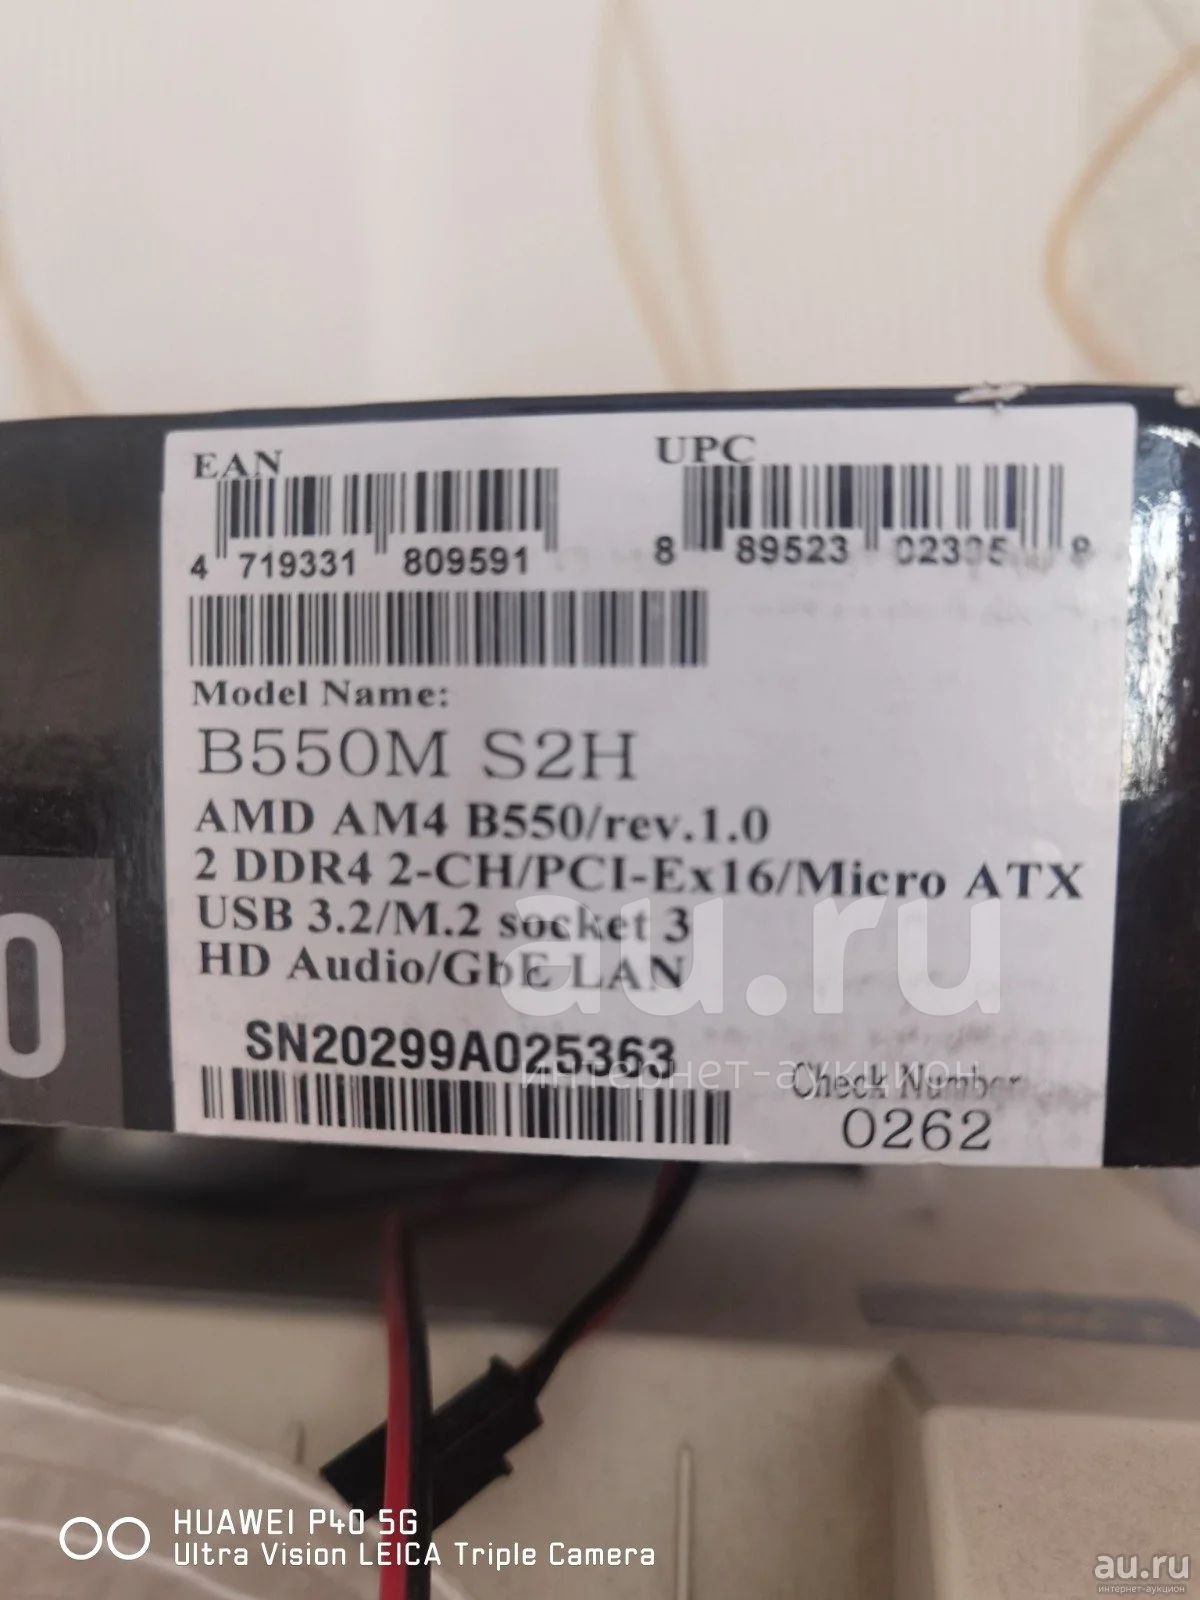 EAN
UPC
4 719331 809591
8 89523 02305
Model Name:
B550M S2H
AMD AM4 B550/rev.1.0
2 DDR4 2-CH/PCI-Ex16/Micro ATX
USB 3.2/M.2 socket 3
HD Audio/GbE LAN
au.ru
интернет-аукцион
SN20299A025363
Check Number
0262
0
HUAWEI P40 5G
Ultra Vision LEICA Triple Camera
au.ru
интернет-аукцион